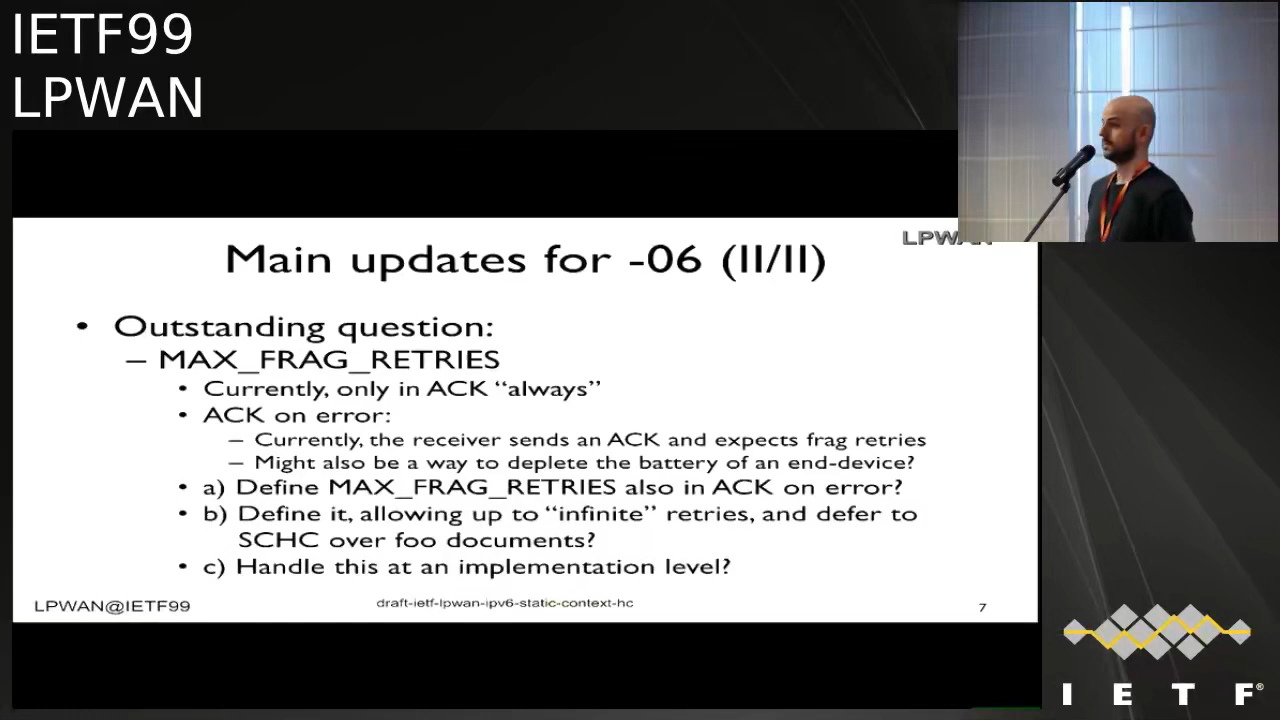 IETF99
LPWAN
LPWAN
Main updates for -06 (II/II)
• Outstanding question:
– MAX_FRAG_RETRIES
• Currently, only in ACK “always”
• ACK on error:
– Currently, the receiver sends an ACK and expects frag retries
– Might also be a way to deplete the battery of an end-device?
• a) Define MAX_FRAG_RETRIES also in ACK on error?
• b) Define it, allowing up to “infinite” retries, and defer to
SCHC over foo documents?
• c) Handle this at an implementation level?
LPWAN@IETF99
draft-ietf-lpwan-ipv6-static-context-hc
7
I E T F®